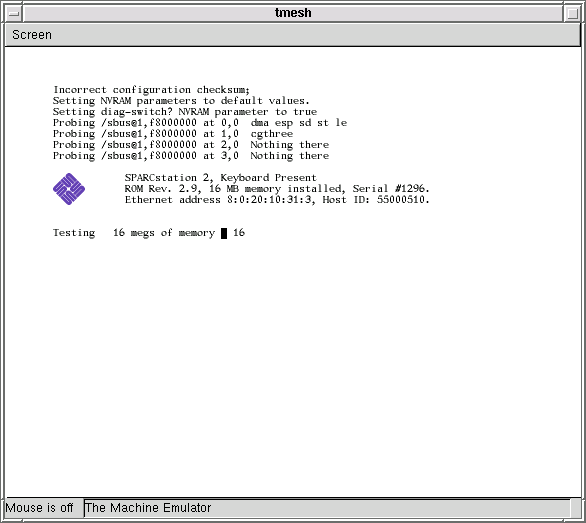 tmesh
Screen
Incorrect configuration checksum;
Setting NVRAM parameters to default values.
Setting diag-switch? NVRAM parameter to true
Probing /sbus@1,f8000000 at 0,0  dma esp sd st le
Probing /sbus@1,f8000000 at 1,0  cgthree
Probing /sbus@1,f8000000 at 2,0  Nothing there
Probing /sbus@1,f8000000 at 3,0  Nothing there
SPARCstation 2, Keyboard Present
ROM Rev. 2.9, 16 MB memory installed, Serial #1296.
Ethernet address 8:0:20:10:31:3, Host ID: 55000510.
Testing   16 megs of memory   16
Mouse is off  The Machine Emulator